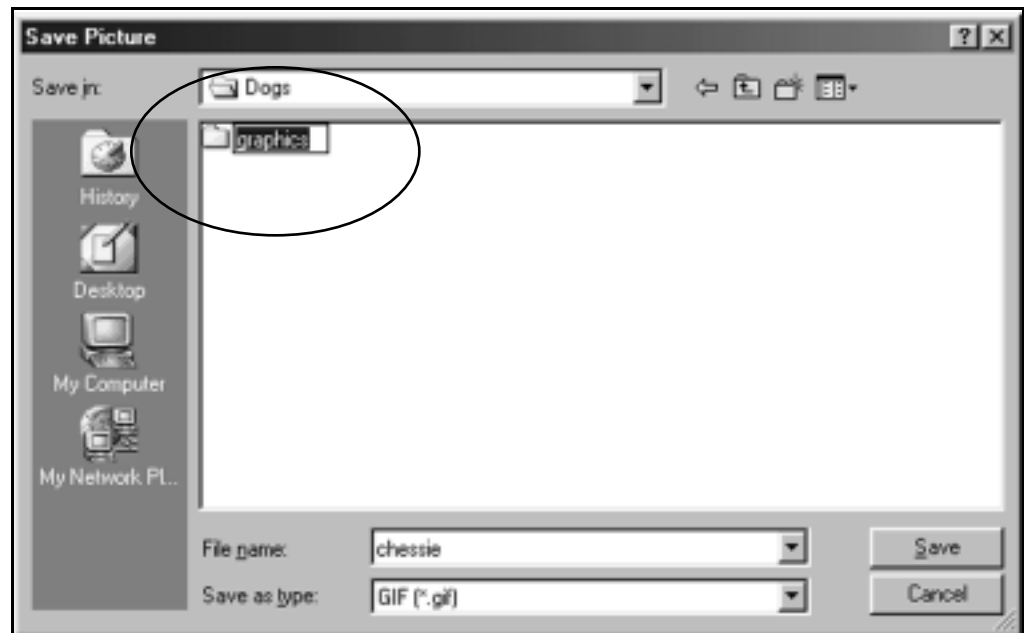 Save Picture
Save in:
Dogs
graphics
History
Desktop
My Computer
My Network Pl...
File name:
chessie
Save
Save as type:
GIF (*.gif)
Cancel